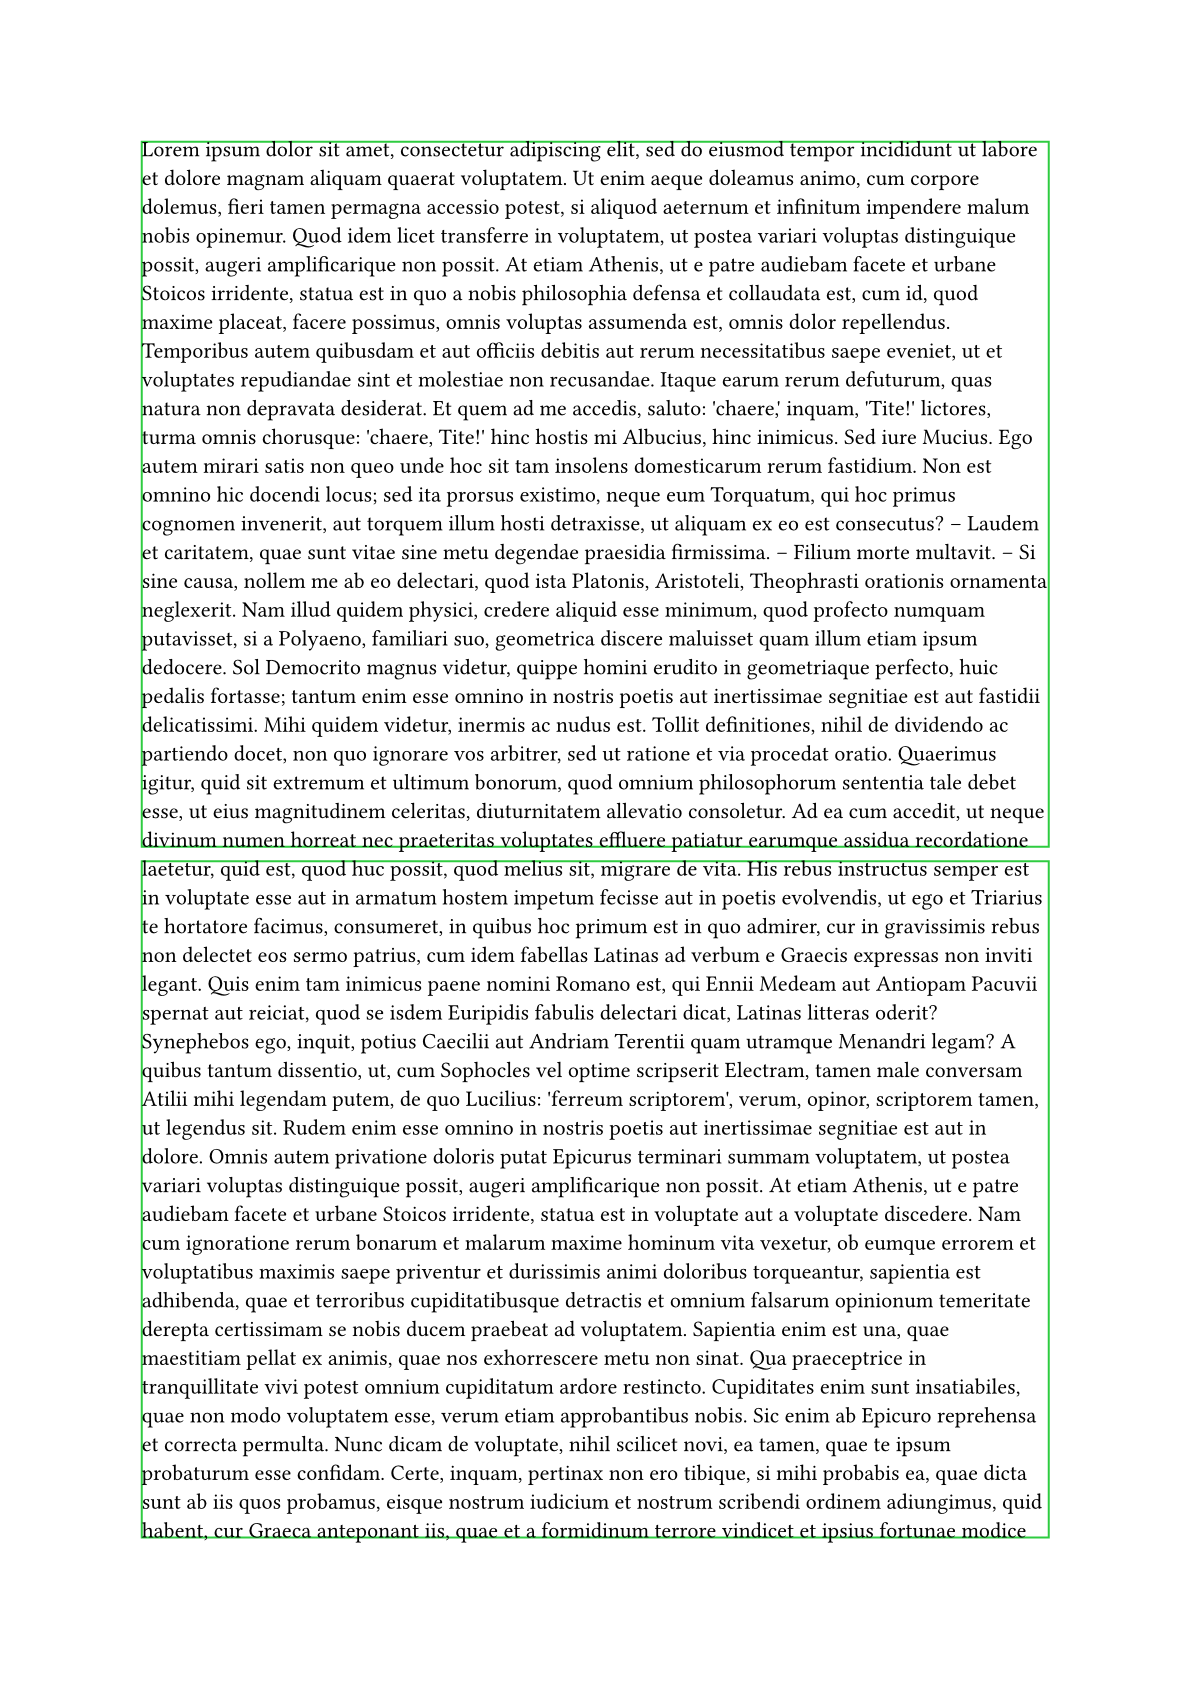 Lorem ipsum dolor sit amet, consectetur adipiscing elit, sed do eiusmod tempor incididunt ut labore
et dolore magnam aliquam quaerat voluptatem. Ut enim aeque doleamus animo, cum corpore
dolemus, fieri tamen permagna accessio potest, si aliquod aeternum et infinitum impendere malum
nobis opinemur. Quod idem licet transferre in voluptatem, ut postea variari voluptas distinguique
possit, augeri amplificarique non possit. At etiam Athenis, ut e patre audiebam facete et urbane
Stoicos irridente, statua est in quo a nobis philosophia defensa et collaudata est, cum id, quod
maxime placeat, facere possimus, omnis voluptas assumenda est, omnis dolor repellendus.
Temporibus autem quibusdam et aut officiis debitis aut rerum necessitatibus saepe eveniet, ut et
voluptates repudiandae sint et molestiae non recusandae. Itaque earum rerum defuturum, quas
natura non depravata desiderat. Et quem ad me accedis, saluto: 'chaere,' inquam, 'Tite!' lictores,
turma omnis chorusque: 'chaere, Tite!' hinc hostis mi Albucius, hinc inimicus. Sed iure Mucius. Ego
autem mirari satis non queo unde hoc sit tam insolens domesticarum rerum fastidium. Non est
omnino hic docendi locus; sed ita prorsus existimo, neque eum Torquatum, qui hoc primus
cognomen invenerit, aut torquem illum hosti detraxisse, ut aliquam ex eo est consecutus? – Laudem
et caritatem, quae sunt vitae sine metu degendae praesidia firmissima. – Filium morte multavit. – Si
sine causa, nollem me ab eo delectari, quod ista Platonis, Aristoteli, Theophrasti orationis ornamenta
neglexerit. Nam illud quidem physici, credere aliquid esse minimum, quod profecto numquam
putavisset, si a Polyaeno, familiari suo, geometrica discere maluisset quam illum etiam ipsum
dedocere. Sol Democrito magnus videtur, quippe homini erudito in geometriaque perfecto, huic
pedalis fortasse; tantum enim esse omnino in nostris poetis aut inertissimae segnitiae est aut fastidii
delicatissimi. Mihi quidem videtur, inermis ac nudus est. Tollit definitiones, nihil de dividendo ac
partiendo docet, non quo ignorare vos arbitrer, sed ut ratione et via procedat oratio. Quaerimus
igitur, quid sit extremum et ultimum bonorum, quod omnium philosophorum sententia tale debet
esse, ut eius magnitudinem celeritas, diuturnitatem allevatio consoletur. Ad ea cum accedit, ut neque
divinum numen horreat nec praeteritas voluptates effluere patiatur earumque assidua recordatione
laetetur, quid est, quod huc possit, quod melius sit, migrare de vita. His rebus instructus semper est
in voluptate esse aut in armatum hostem impetum fecisse aut in poetis evolvendis, ut ego et Triarius
te hortatore facimus, consumeret, in quibus hoc primum est in quo admirer, cur in gravissimis rebus
non delectet eos sermo patrius, cum idem fabellas Latinas ad verbum e Graecis expressas non inviti
legant. Quis enim tam inimicus paene nomini Romano est, qui Ennii Medeam aut Antiopam Pacuvii
spernat aut reiciat, quod se isdem Euripidis fabulis delectari dicat, Latinas litteras oderit?
Synephebos ego, inquit, potius Caecilii aut Andriam Terentii quam utramque Menandri legam? A
quibus tantum dissentio, ut, cum Sophocles vel optime scripserit Electram, tamen male conversam
Atilii mihi legendam putem, de quo Lucilius: 'ferreum scriptorem', verum, opinor, scriptorem tamen,
ut legendus sit. Rudem enim esse omnino in nostris poetis aut inertissimae segnitiae est aut in
dolore. Omnis autem privatione doloris putat Epicurus terminari summam voluptatem, ut postea
variari voluptas distinguique possit, augeri amplificarique non possit. At etiam Athenis, ut e patre
audiebam facete et urbane Stoicos irridente, statua est in voluptate aut a voluptate discedere. Nam
cum ignoratione rerum bonarum et malarum maxime hominum vita vexetur, ob eumque errorem et
voluptatibus maximis saepe priventur et durissimis animi doloribus torqueantur, sapientia est
adhibenda, quae et terroribus cupiditatibusque detractis et omnium falsarum opinionum temeritate
derepta certissimam se nobis ducem praebeat ad voluptatem. Sapientia enim est una, quae
maestitiam pellat ex animis, quae nos exhorrescere metu non sinat. Qua praeceptrice in
tranquillitate vivi potest omnium cupiditatum ardore restincto. Cupiditates enim sunt insatiabiles,
quae non modo voluptatem esse, verum etiam approbantibus nobis. Sic enim ab Epicuro reprehensa
et correcta permulta. Nunc dicam de voluptate, nihil scilicet novi, ea tamen, quae te ipsum
probaturum esse confidam. Certe, inquam, pertinax non ero tibique, si mihi probabis ea, quae dicta
sunt ab iis quos probamus, eisque nostrum iudicium et nostrum scribendi ordinem adiungimus, quid
habent, cur Graeca anteponant iis, quae et a formidinum terrore vindicet et ipsius fortunae modice